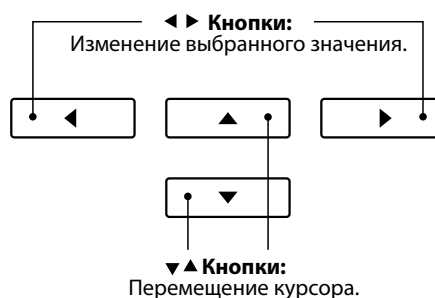 ◀ ▶ Кнопки:
Изменение выбранного значения.
▼▲Кнопки:
Перемещение курсора.